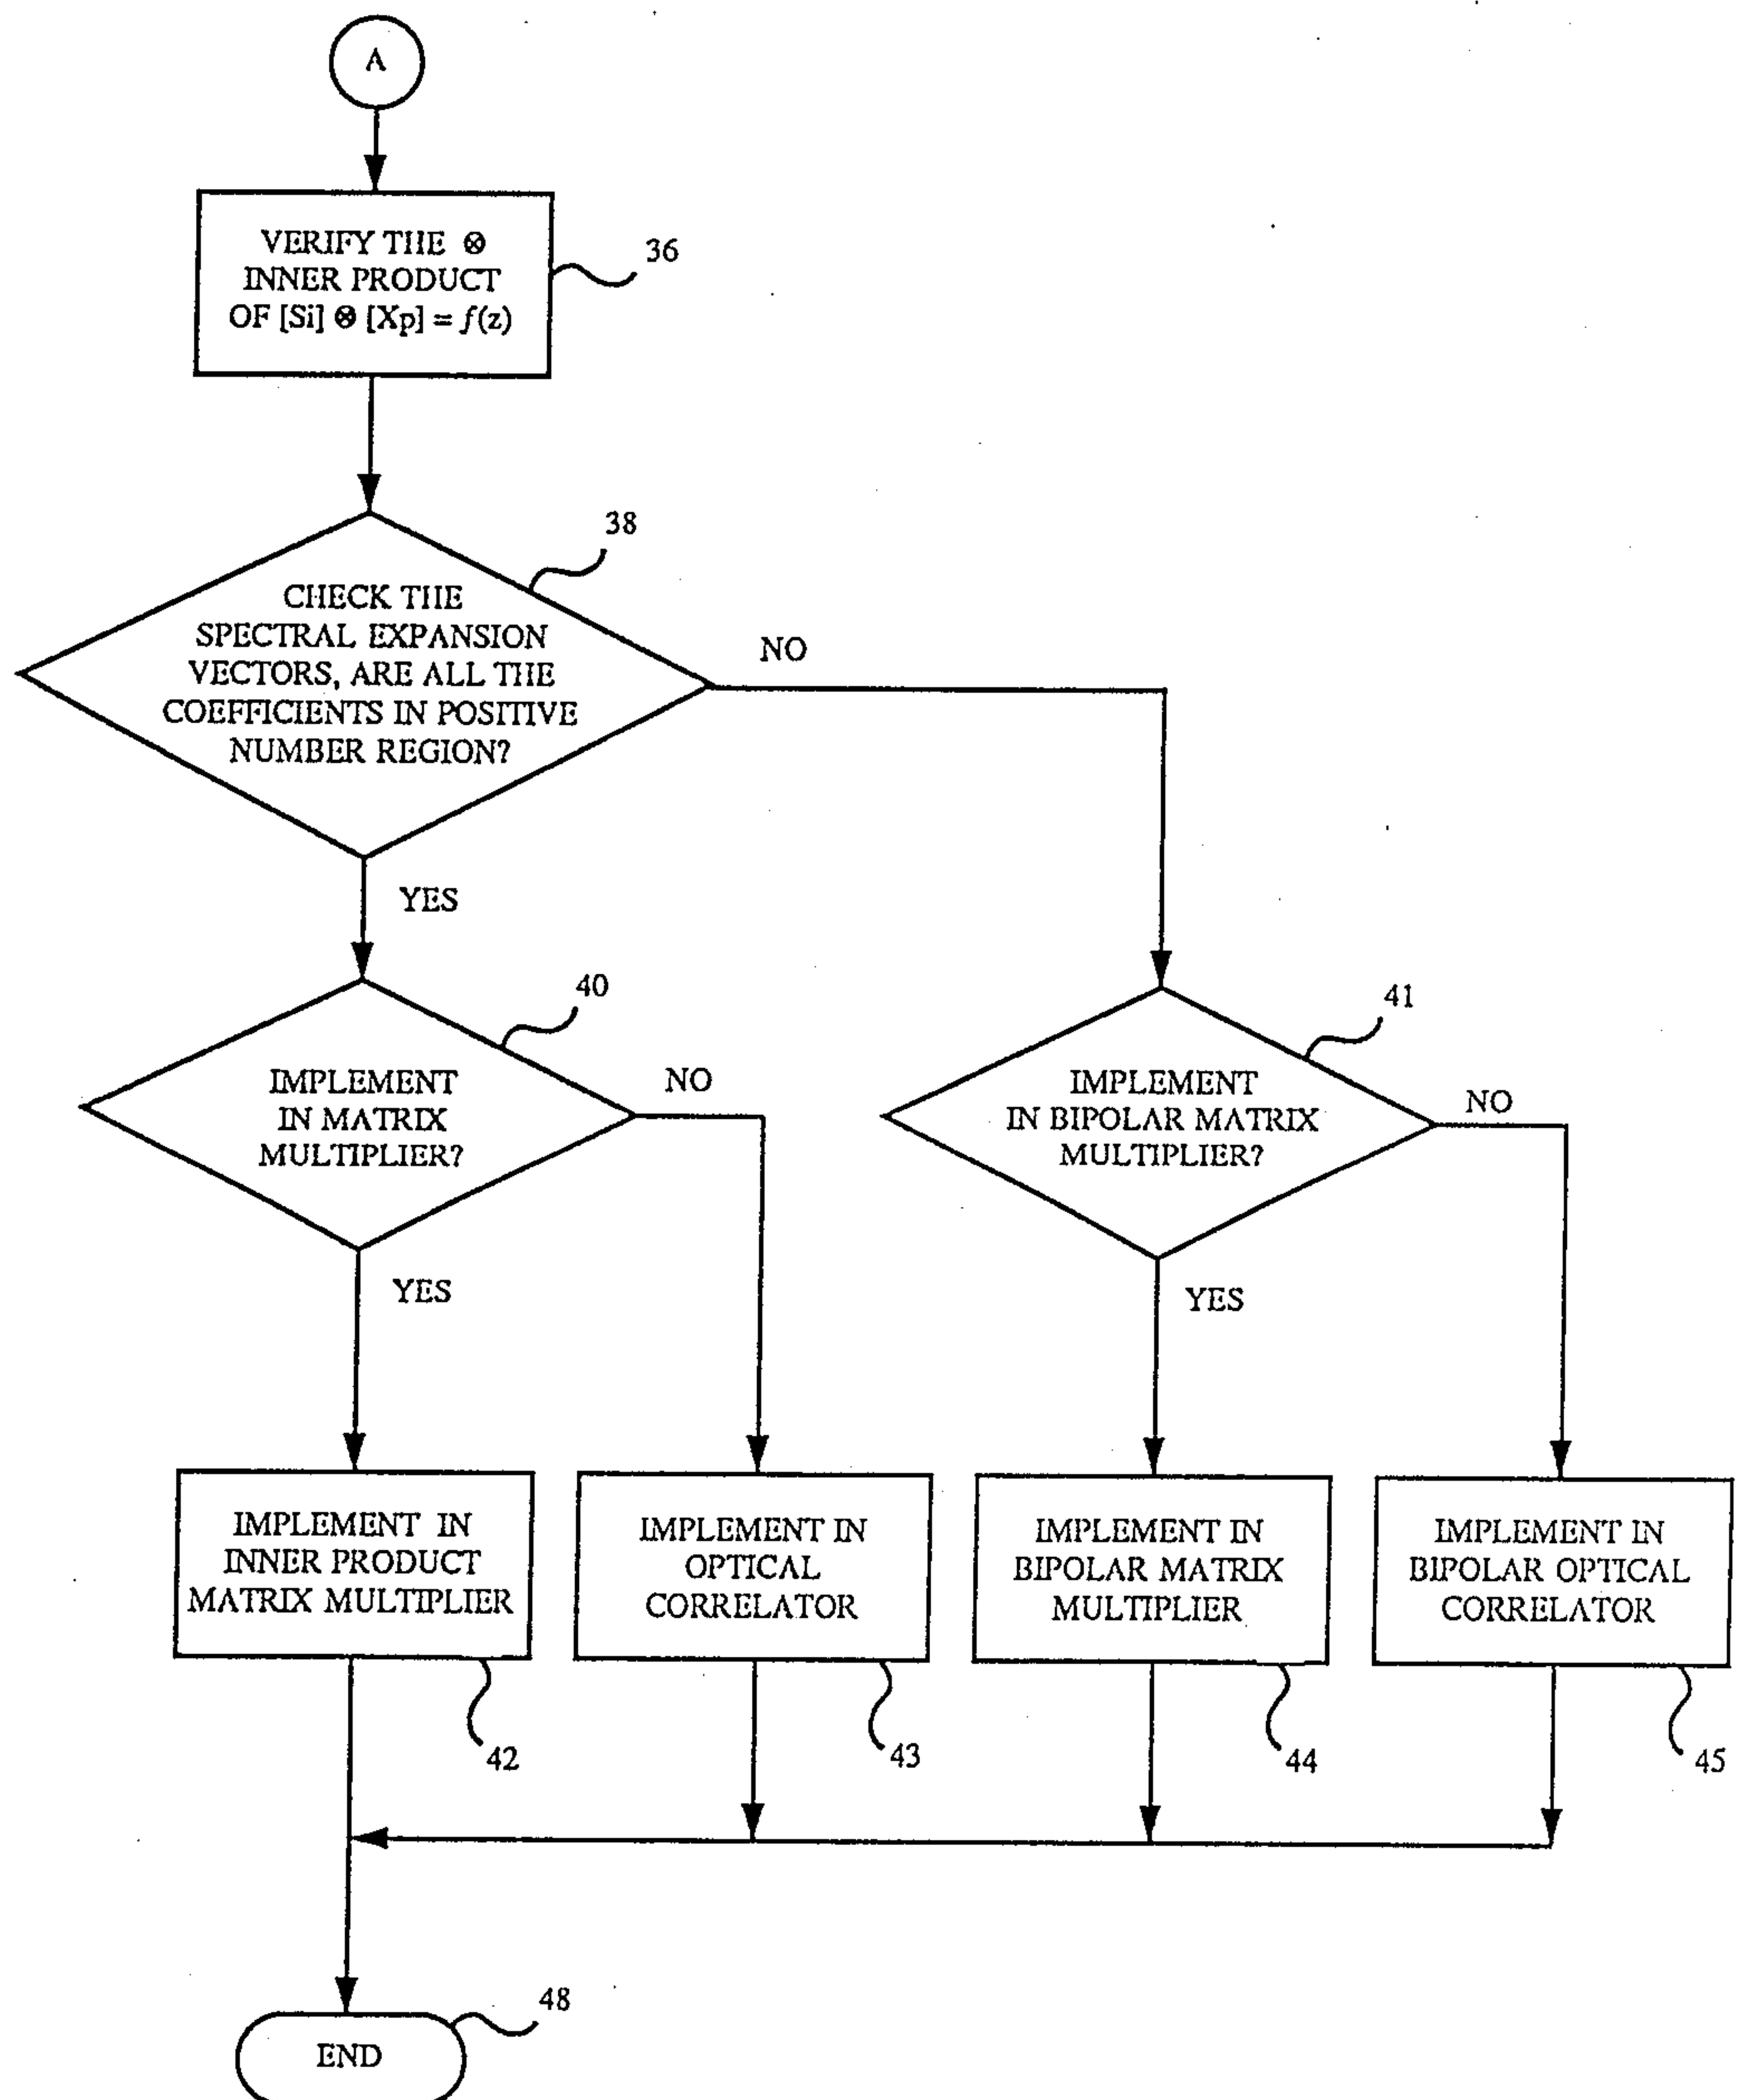 A
VERIFY THE ⊗
INNER PRODUCT
OF [Si] ⊗ [Xp] = f(z)
36
38
CHECK THE
SPECTRAL EXPANSION
VECTORS, ARE ALL THE
COEFFICIENTS IN POSITIVE
NUMBER REGION?
NO
YES
40
IMPLEMENT
IN MATRIX
MULTIPLIER?
NO
YES
41
IMPLEMENT
IN BIPOLAR MATRIX
MULTIPLIER?
NO
YES
IMPLEMENT IN
INNER PRODUCT
MATRIX MULTIPLIER
42
IMPLEMENT IN
OPTICAL
CORRELATOR
43
IMPLEMENT IN
BIPOLAR MATRIX
MULTIPLIER
44
IMPLEMENT IN
BIPOLAR OPTICAL
CORRELATOR
45
48
END